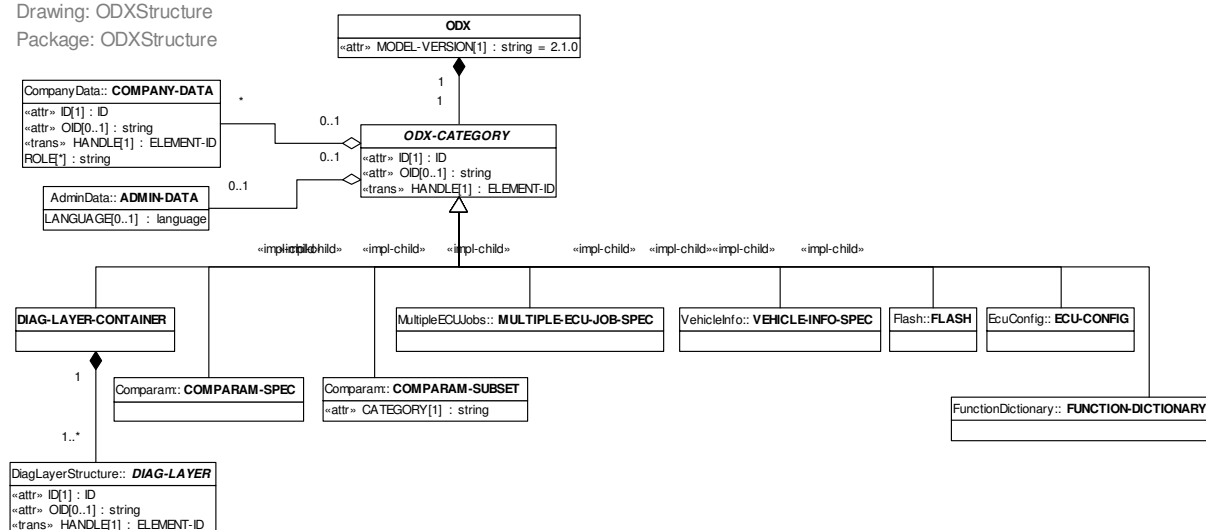 Drawing: ODXStructure
Package: ODXStructure
ODX
«attr» MODEL-VERSION[1] : string = 2.1.0
1
1
CompanyData:: COMPANY-DATA
«attr» ID[1] : ID
«attr» OID[0..1] : string
«trans» HANDLE[1] : ELEMENT-ID
ROLE[*] : string
*
0..1
ODX-CATEGORY
«attr» ID[1] : ID
«attr» OID[0..1] : string
«trans» HANDLE[1] : ELEMENT-ID
0..1
0..1
AdminData:: ADMIN-DATA
LANGUAGE[0..1] : language
«impl-child» «impl-child» «impl-child» «impl-child» «impl-child» «impl-child» «impl-child»
DIAG-LAYER-CONTAINER
MultipleECUJobs:: MULTIPLE-ECU-JOB-SPEC
VehicleInfo:: VEHICLE-INFO-SPEC
Flash:: FLASH
EcuConfig:: ECU-CONFIG
1
Comparam:: COMPARAM-SPEC
Comparam:: COMPARAM-SUBSET
«attr» CATEGORY[1] : string
FunctionDictionary:: FUNCTION-DICTIONARY
1..*
DiagLayerStructure:: DIAG-LAYER
«attr» ID[1] : ID
«attr» OID[0..1] : string
«trans» HANDLE[1] : ELEMENT-ID